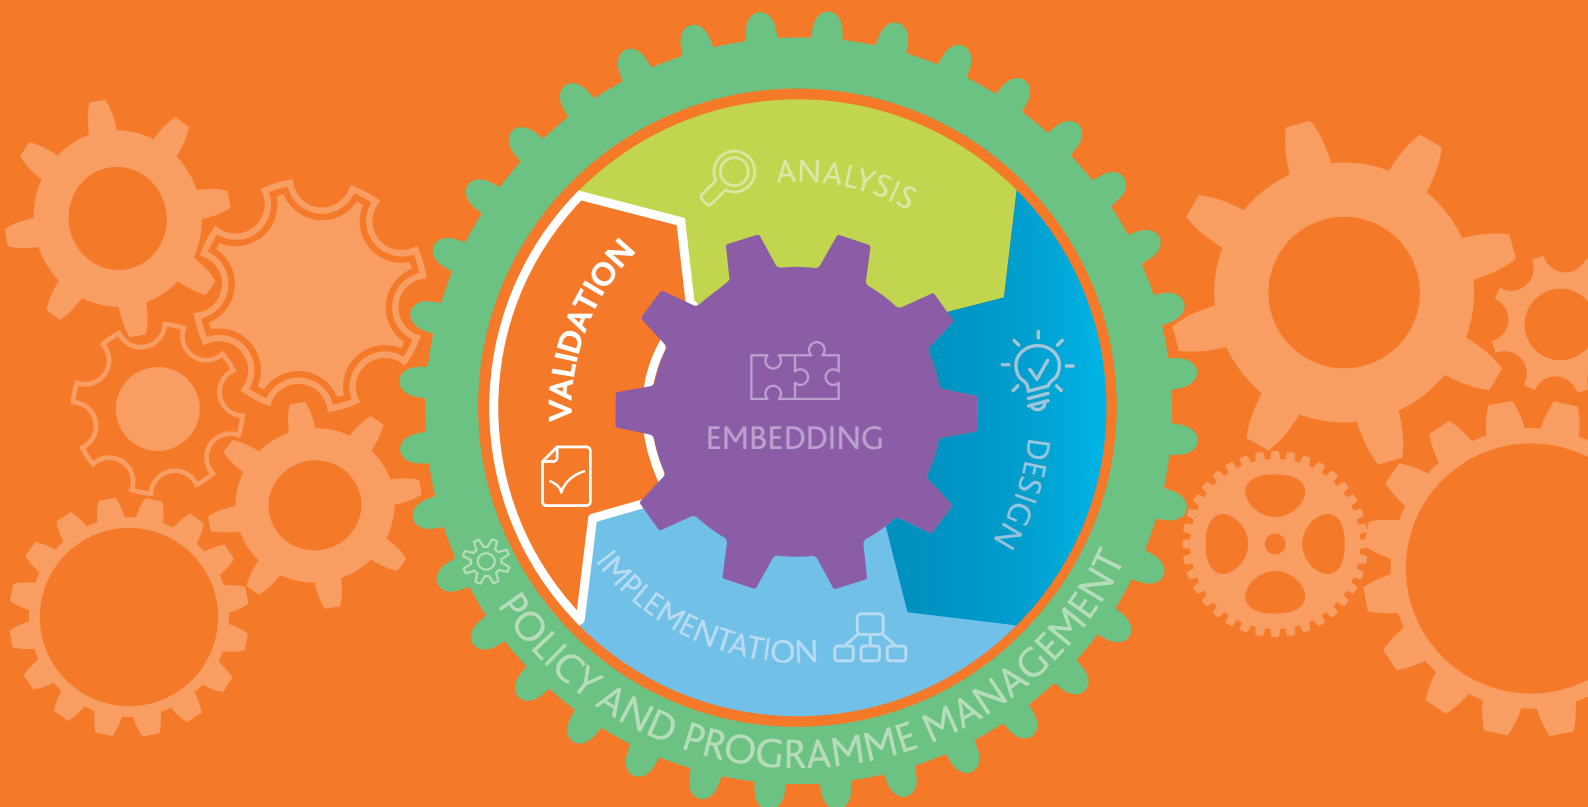 ANALYSIS
VALIDATION
EMBEDDING
DESIGN
IMPLEMENTATION
POLICY AND PROGRAMME MANAGEMENT